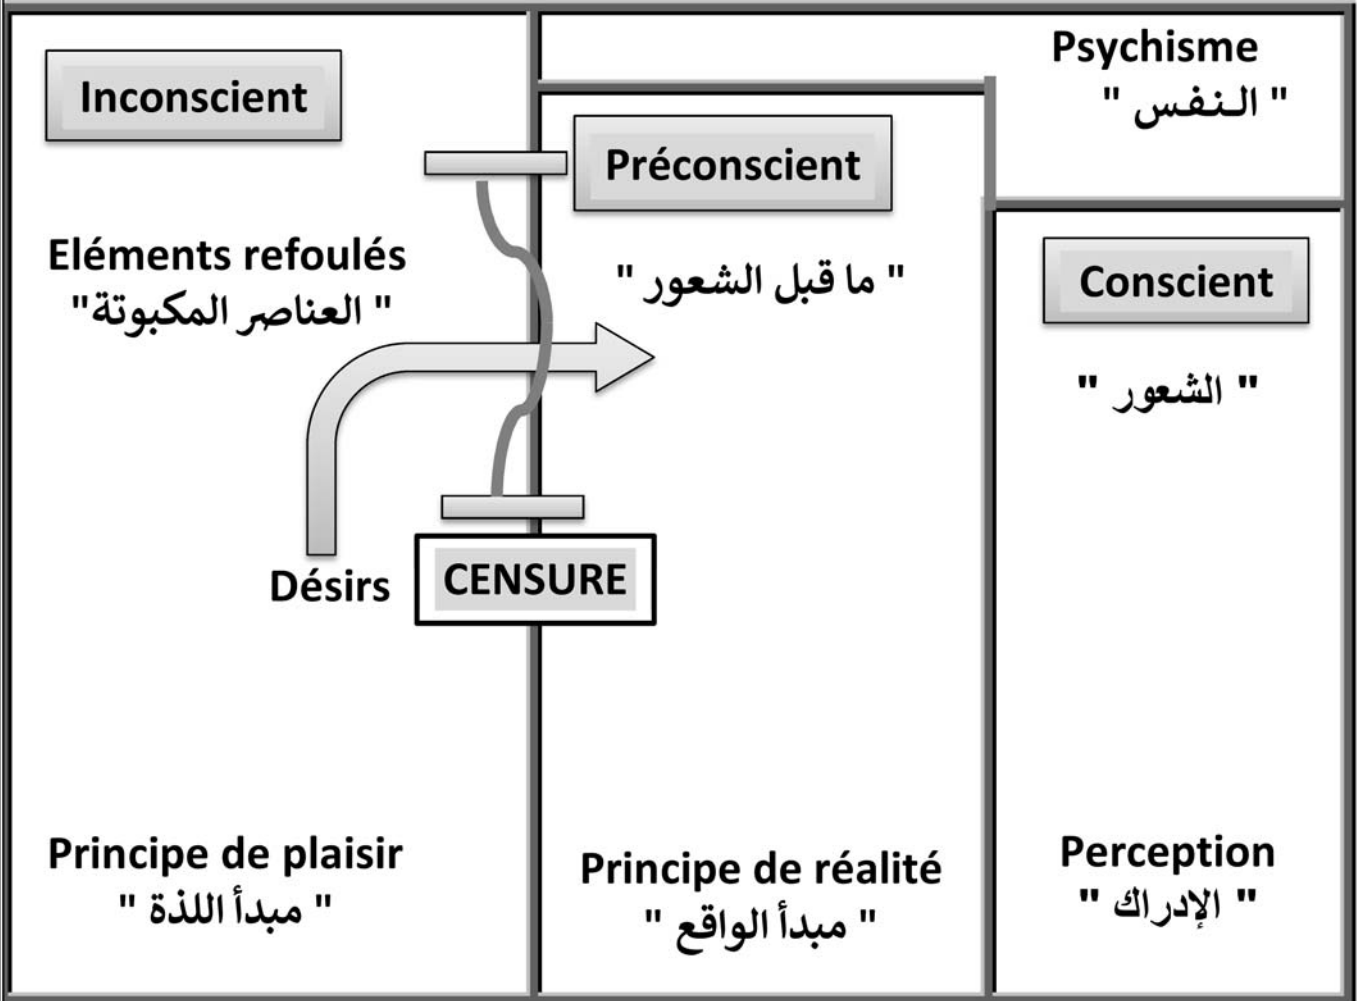 Psychisme
" الـنفس "
Inconscient
Eléments refoulés
" العناصر المكبوتة"
Désirs
CENSURE
Principe de plaisir
" مبدأ اللذة "
Préconscient
" ما قبل الشعور "
Principe de réalité
" مبدأ الواقع "
Conscient
" الشعور "
Perception
" الإدراك "